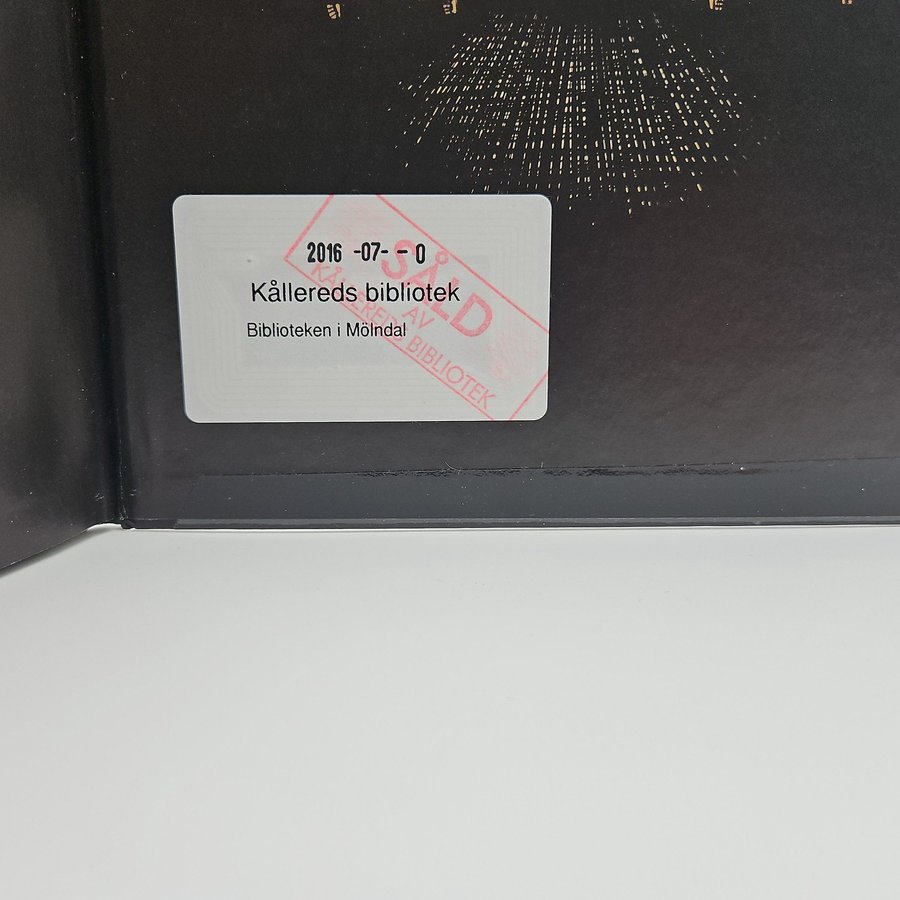 2016 -07- - 0
Kållereds bibliotek
Biblioteken i Mölndal
SÅLD
AV
KÅLLEREDS BIBLIOTEK